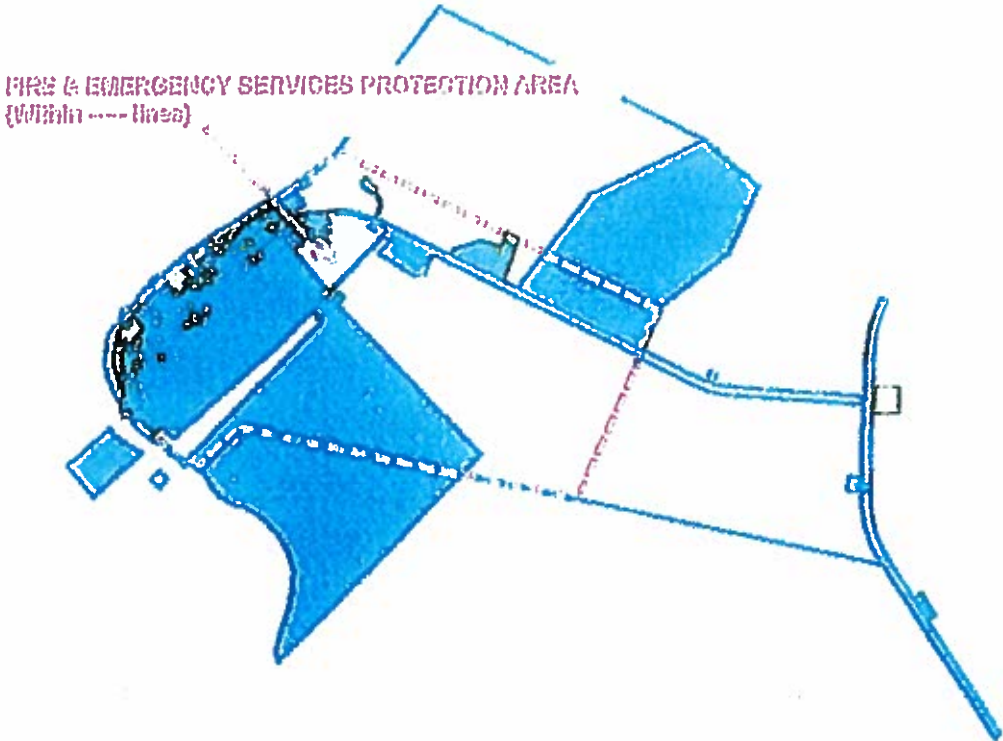 FIRE & EMERGENCY SERVICES PROTECTION AREA
(Within ---- lines)